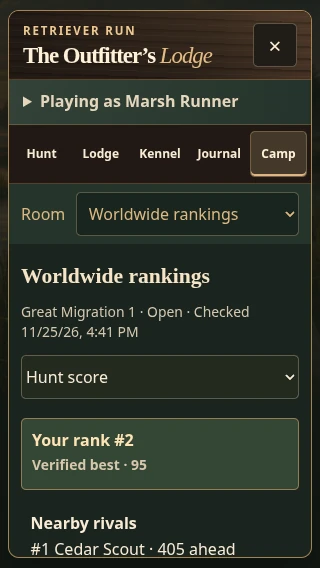 RETRIEVER RUN
The Outfitter’s Lodge
✕
▶ Playing as Marsh Runner
Hunt Lodge Kennel Journal Camp
Room Worldwide rankings
Worldwide rankings
Great Migration 1 · Open · Checked
11/25/26, 4:41 PM
Hunt score
Your rank #2
Verified best · 95
Nearby rivals
#1 Cedar Scout · 405 ahead